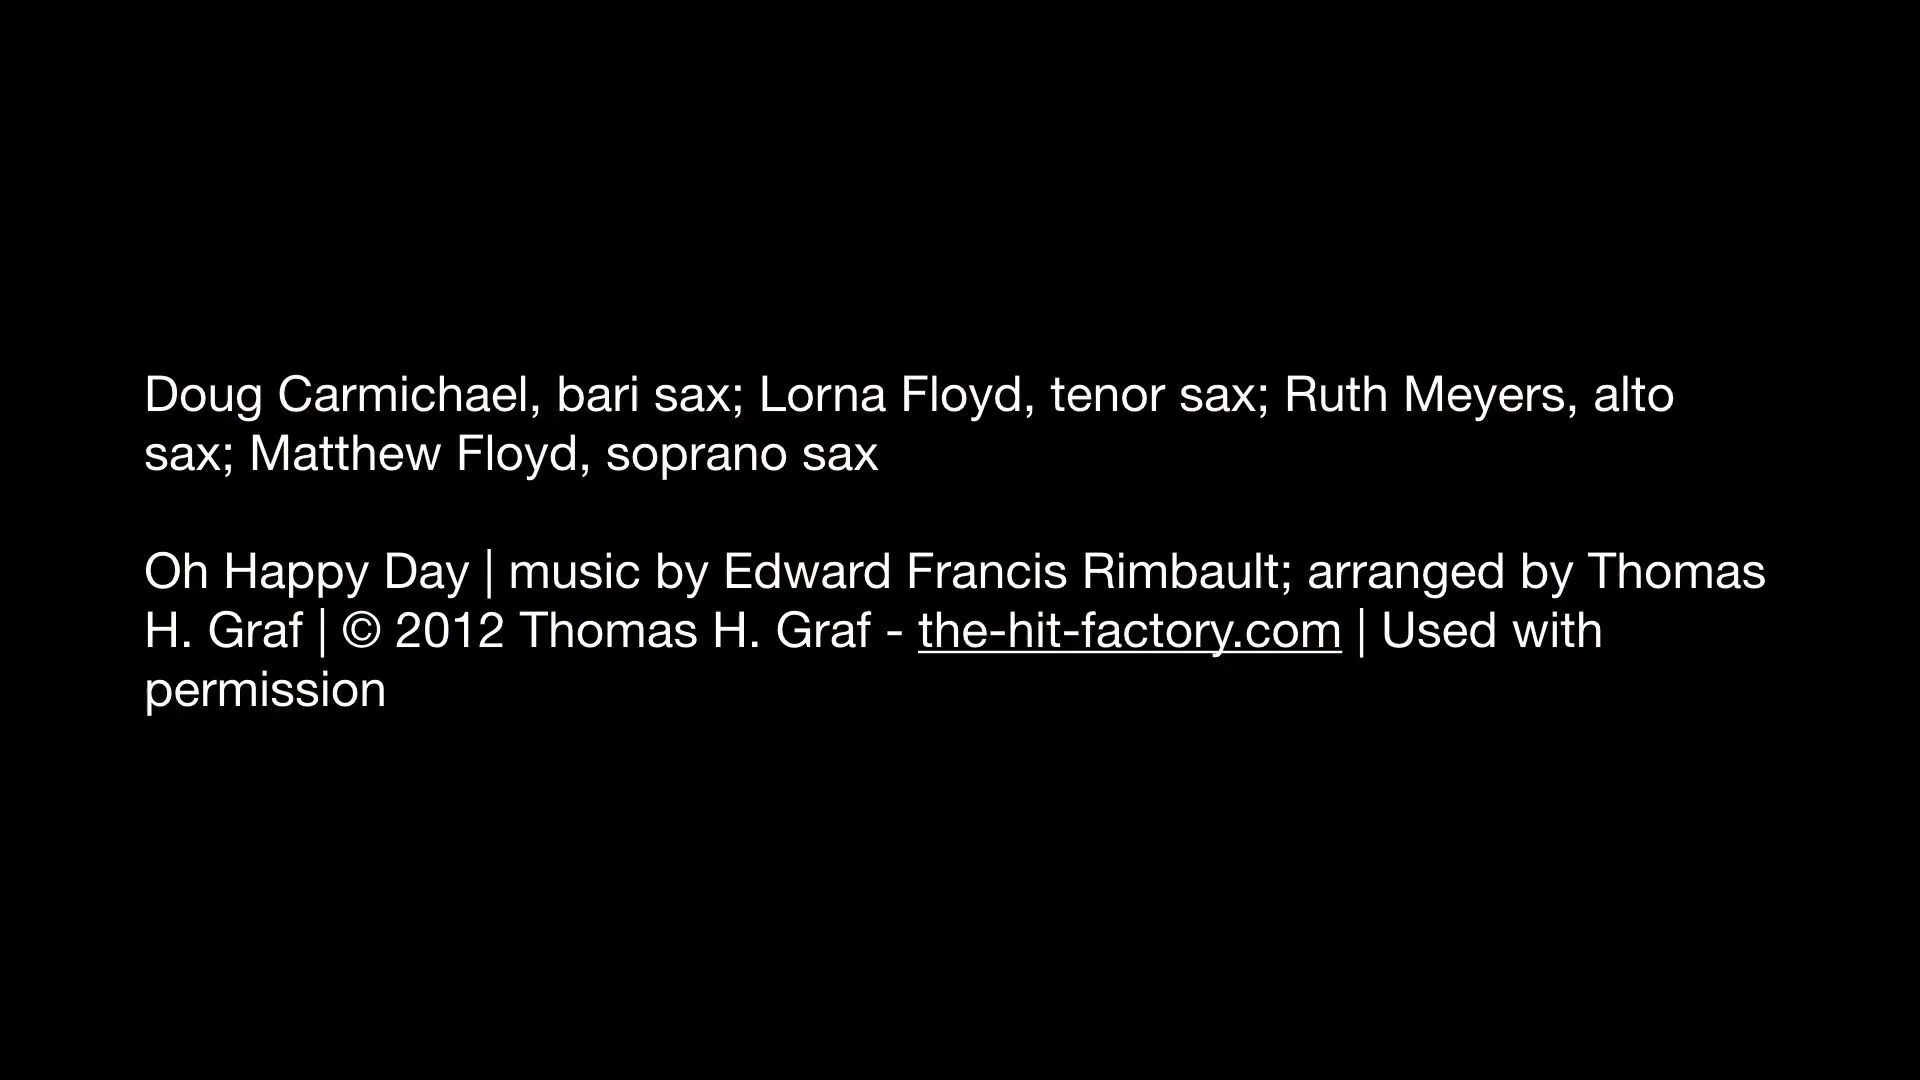 Doug Carmichael, bari sax; Lorna Floyd, tenor sax; Ruth Meyers, alto
sax; Matthew Floyd, soprano sax
Oh Happy Day | music by Edward Francis Rimbault; arranged by Thomas
H. Graf | © 2012 Thomas H. Graf - the-hit-factory.com | Used with
permission